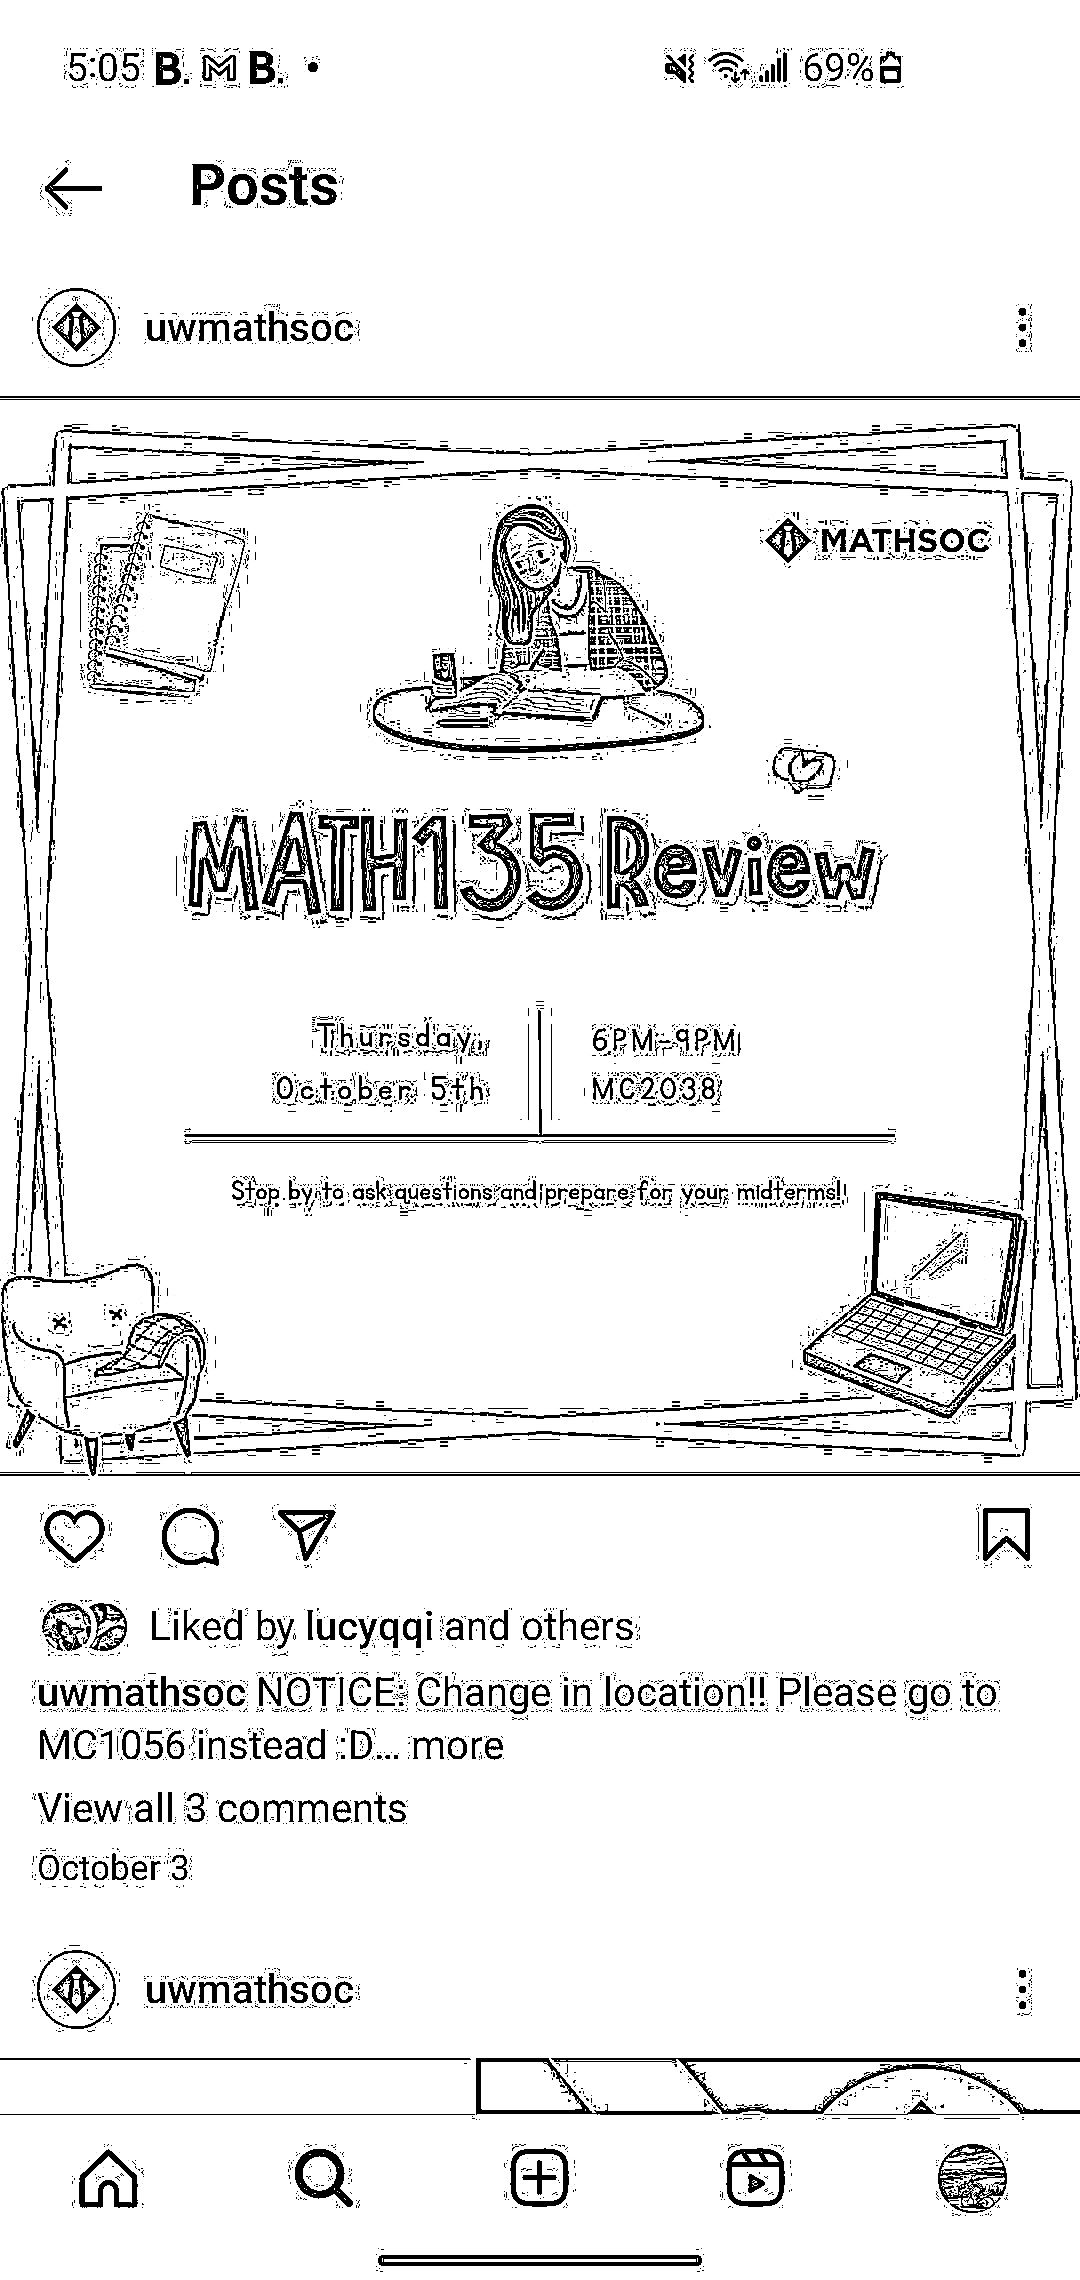 5:05 B. M B. •
69%
Posts
uwmathsoc
MATHSOC
MATH135 Review
Thursday,
October 5th
6PM-9PM
MC2038
Stop by to ask questions and prepare for your midterms!
Liked by lucyqqi and others
uwmathsoc NOTICE: Change in location!! Please go to
MC1056 instead :D... more
View all 3 comments
October 3
uwmathsoc